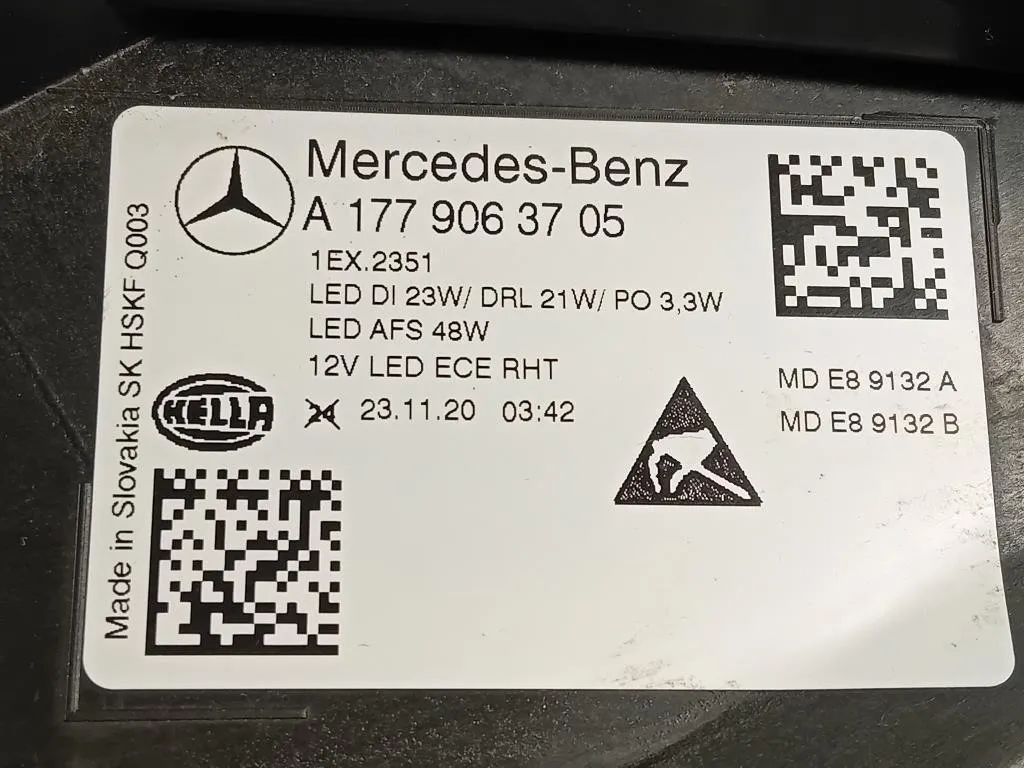 Mercedes-Benz
A 177 906 37 05
1EX.2351
LED DI 23W/ DRL 21W/ PO 3,3W
LED AFS 48W
12V LED ECE RHT
HELLA
24 23.11.20 03:42
MD E8 9132 A
MD E8 9132 B
Made in Slovakia SK HSKF Q003